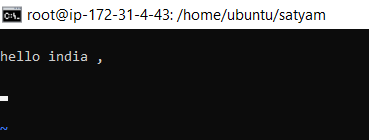 root@ip-172-31-4-43: /home/ubuntu/satyam
hello india ,
~